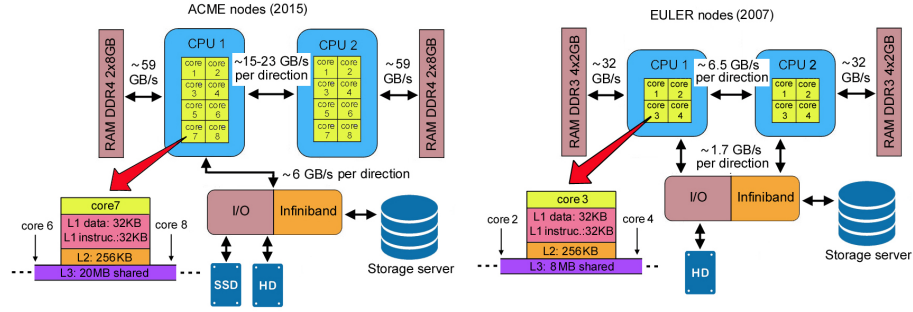 ACME nodes (2015)
RAM DDR4 2x8GB
~59
GB/s
CPU 1
core
1
core
2
core
3
core
4
core
5
core
6
core
7
core
8
~15-23 GB/s
per direction
CPU 2
core
1
core
2
core
3
core
4
core
5
core
6
core
7
core
8
~59
GB/s
RAM DDR4 2x8GB
~6 GB/s per direction
I/O
Infiniband
Storage server
SSD
HD
core7
L1 data: 32KB
L1 instruc.:32KB
L2: 256KB
L3: 20MB shared
core 6
core 8
EULER nodes (2007)
RAM DDR3 4x2GB
~32
GB/s
CPU 1
core
1
core
2
core
3
core
4
~6.5 GB/s
per direction
CPU 2
core
1
core
2
core
3
core
4
~32
GB/s
RAM DDR3 4x2GB
~1.7 GB/s
per direction
I/O
Infiniband
Storage server
HD
core 3
L1 data: 32KB
L1 instruc.:32KB
L2: 256KB
L3: 8MB shared
core 2
core 4